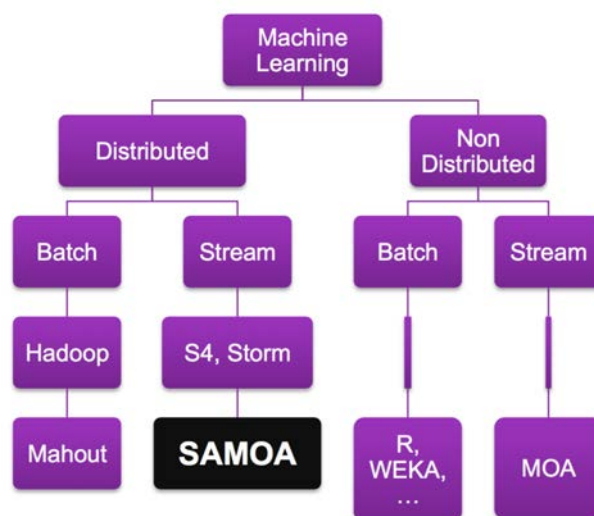 Machine
Learning
Distributed
Non
Distributed
Batch
Stream
Batch
Stream
Hadoop
S4, Storm
Mahout
SAMOA
R,
WEKA,
...
MOA